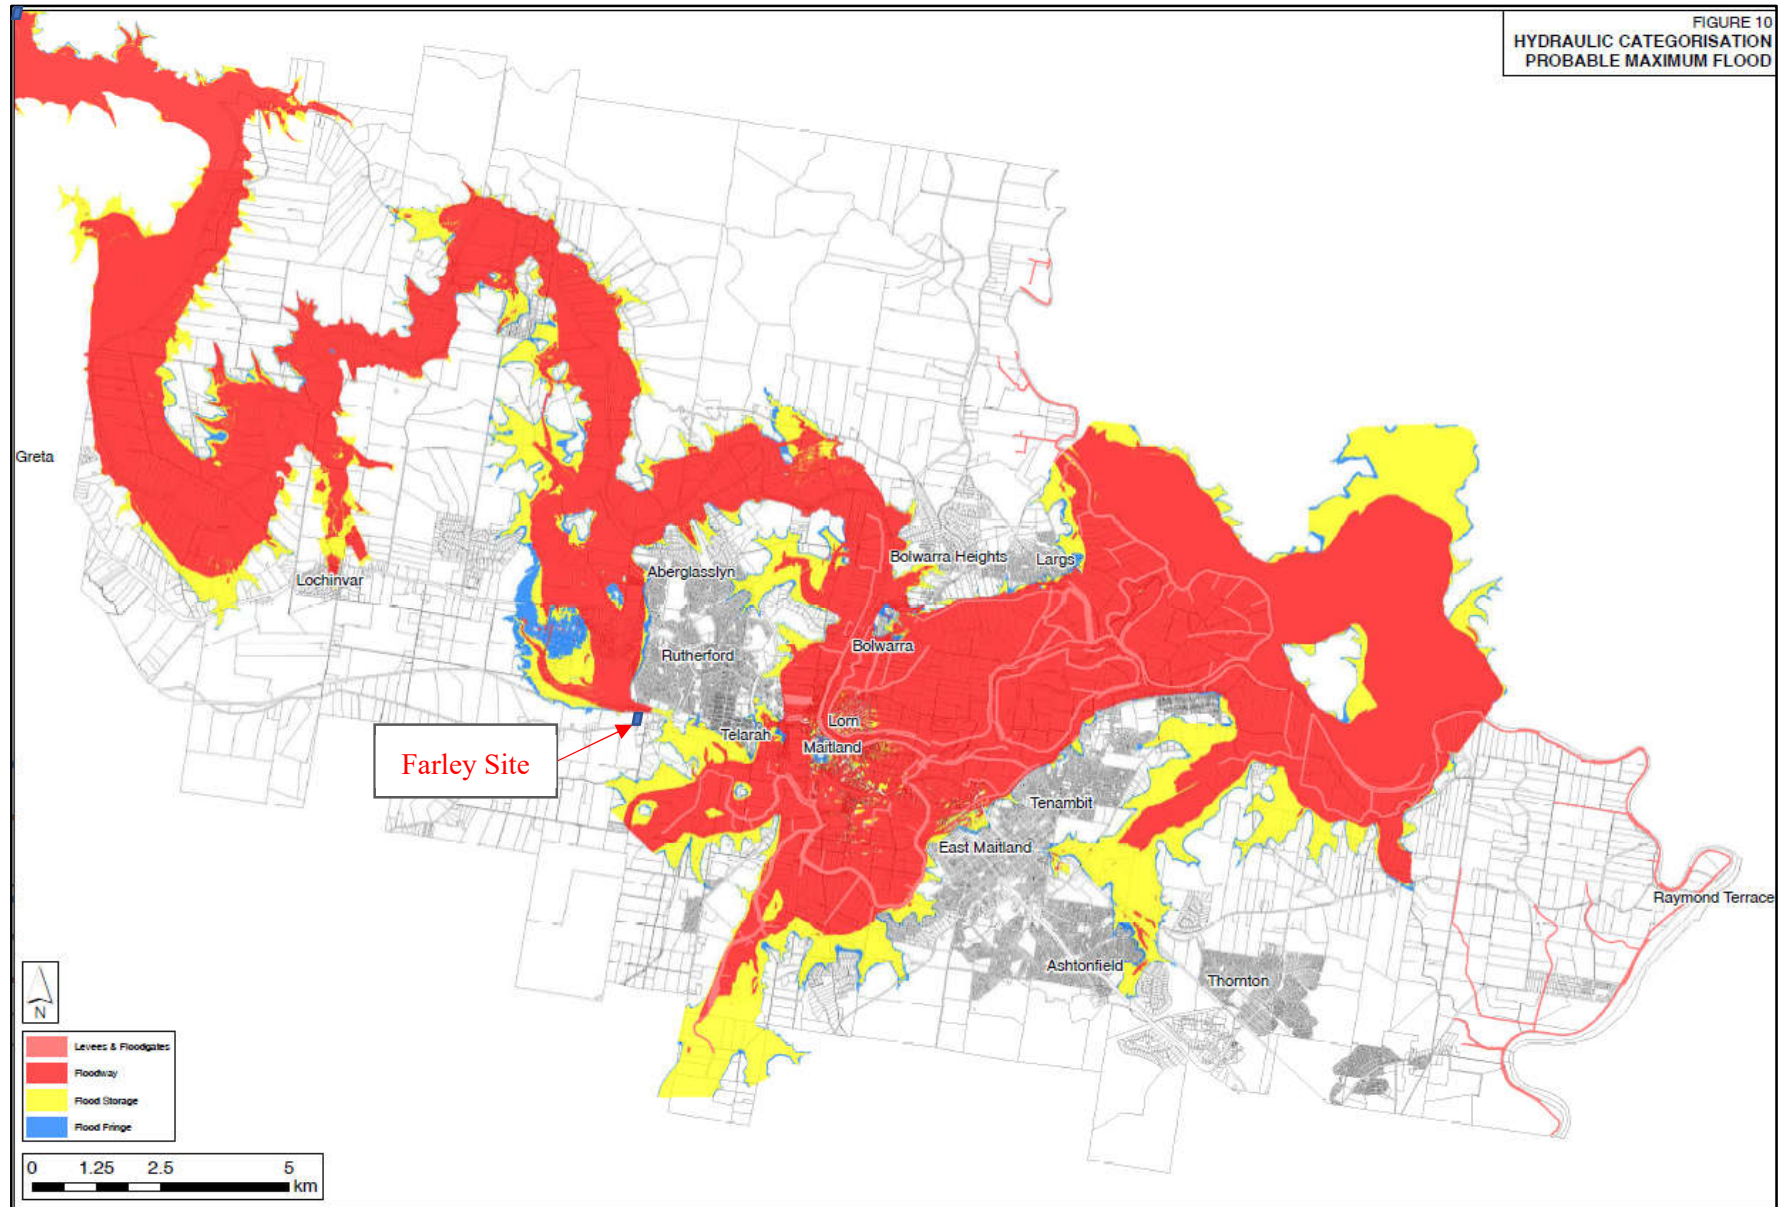 FIGURE 10
HYDRAULIC CATEGORISATION
PROBABLE MAXIMUM FLOOD
Greta
Lochinvar
Aberglasslyn
Bolwarra Heights
Largs
Rutherford
Bolwarra
Lorn
Telarah
Maitland
Farley Site
Tenambit
East Maitland
Raymond Terrace
Ashtonfield
Thornton
N
Levees & Floodgates
Floodway
Flood Storage
Flood Fringe
0 1.25 2.5 5
km